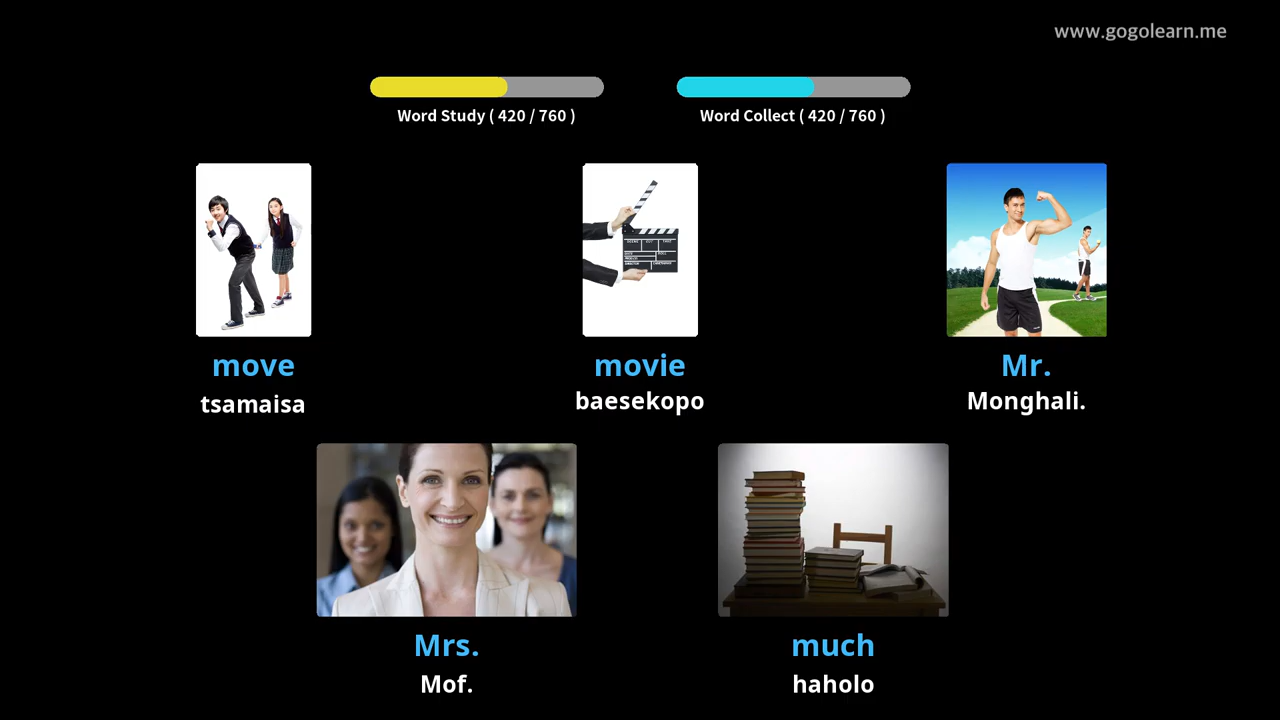 www.gogolearn.me
Word Study ( 420 / 760 )
Word Collect ( 420 / 760 )
move
tsamaisa
movie
baesekopo
Mr.
Monghali.
Mrs.
Mof.
much
haholo